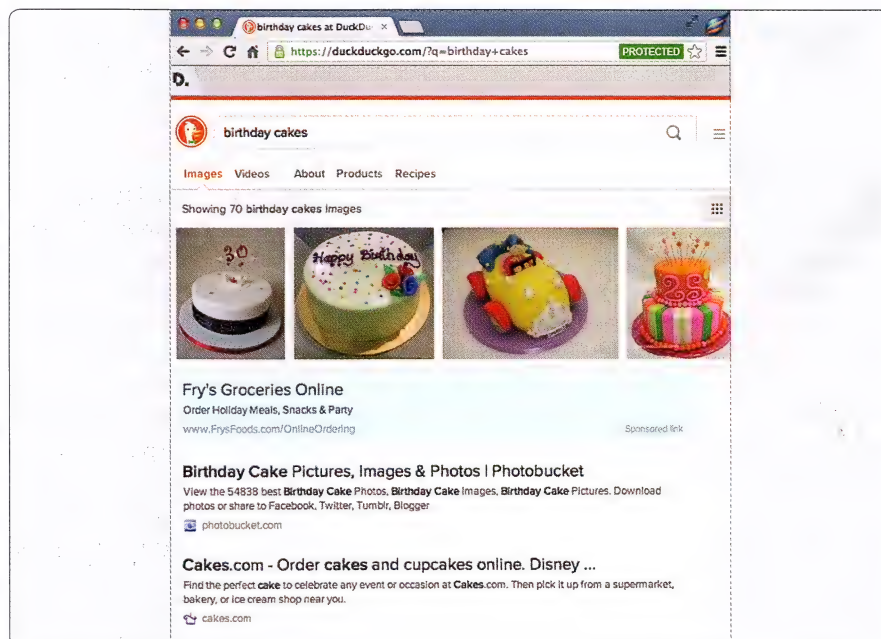 birthday cakes at DuckDu
https://duckduckgo.com/?q=birthday+cakes PROTECTED
D.
birthday cakes
Images Videos About Products Recipes
Showing 70 birthday cakes images
30
Happy Birthday
25
Fry's Groceries Online
Order Holiday Meals, Snacks & Party
www.FrysFoods.com/OnlineOrdering Sponsored link
Birthday Cake Pictures, Images & Photos | Photobucket
View the 54838 best Birthday Cake Photos, Birthday Cake Images, Birthday Cake Pictures. Download
photos or share to Facebook, Twitter, Tumblr, Blogger
photobucket.com
Cakes.com - Order cakes and cupcakes online. Disney ...
Find the perfect cake to celebrate any event or occasion at Cakes.com. Then pick it up from a supermarket,
bakery, or ice cream shop near you.
cakes.com